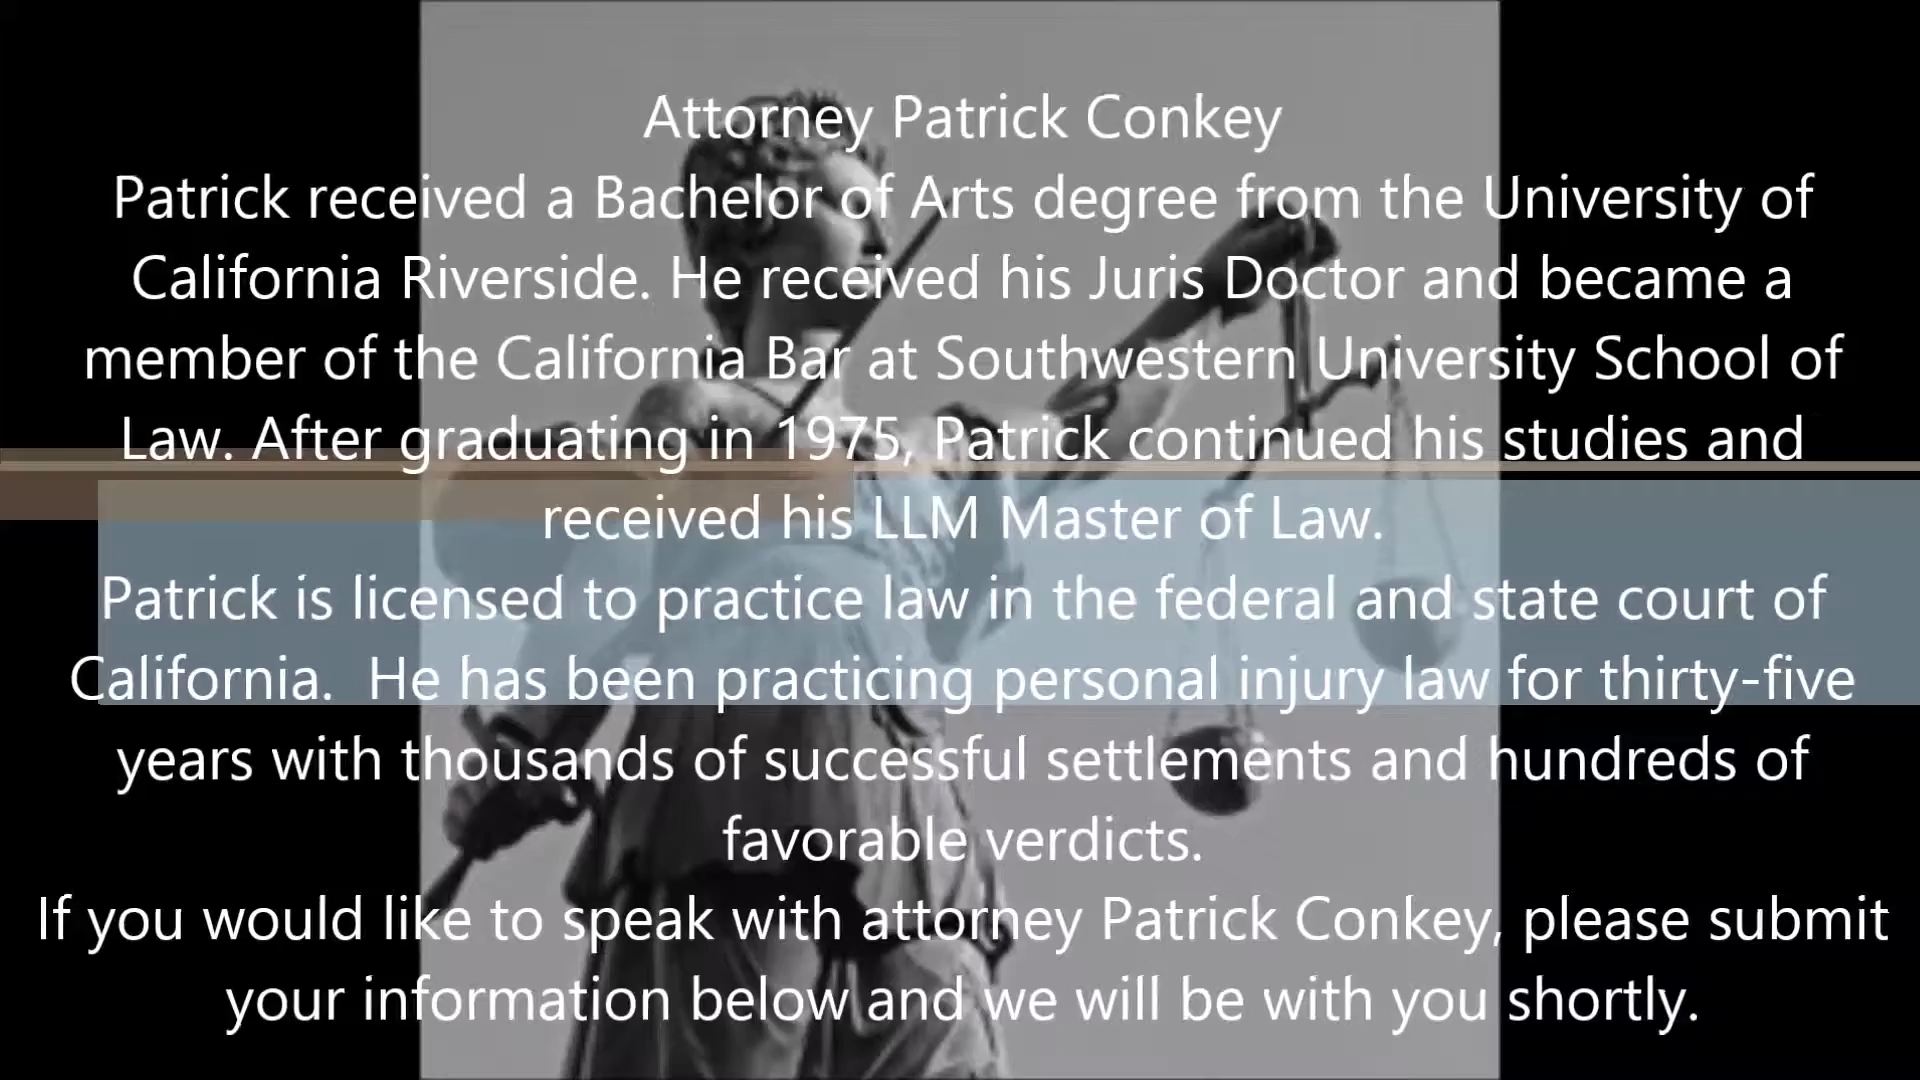 Attorney Patrick Conkey
Patrick received a Bachelor of Arts degree from the University of
California Riverside. He received his Juris Doctor and became a
member of the California Bar at Southwestern University School of
Law. After graduating in 1975, Patrick continued his studies and
received his LLM Master of Law.
Patrick is licensed to practice law in the federal and state court of
California.  He has been practicing personal injury law for thirty-five
years with thousands of successful settlements and hundreds of
favorable verdicts.
If you would like to speak with attorney Patrick Conkey, please submit
your information below and we will be with you shortly.